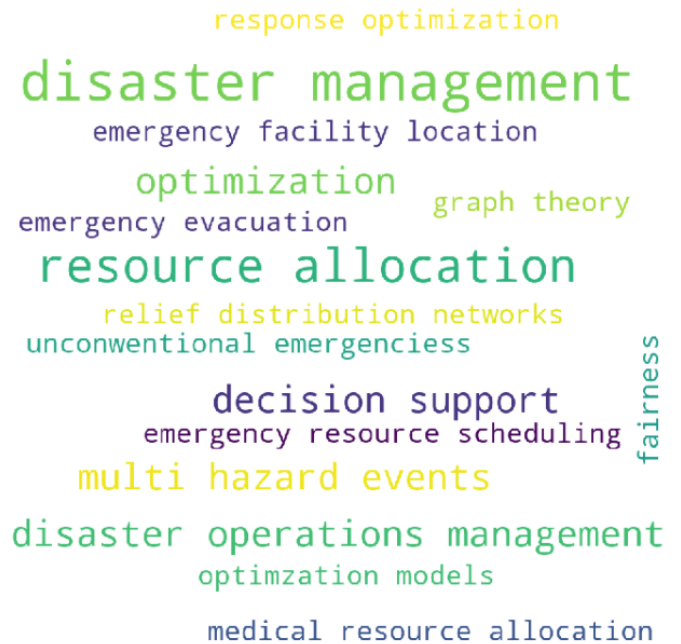 response optimization
disaster management
emergency facility location
optimization
graph theory
emergency evacuation
resource allocation
relief distribution networks
unconwentional emergenciess
fairness
decision support
emergency resource scheduling
multi hazard events
disaster operations management
optimzation models
medical resource allocation